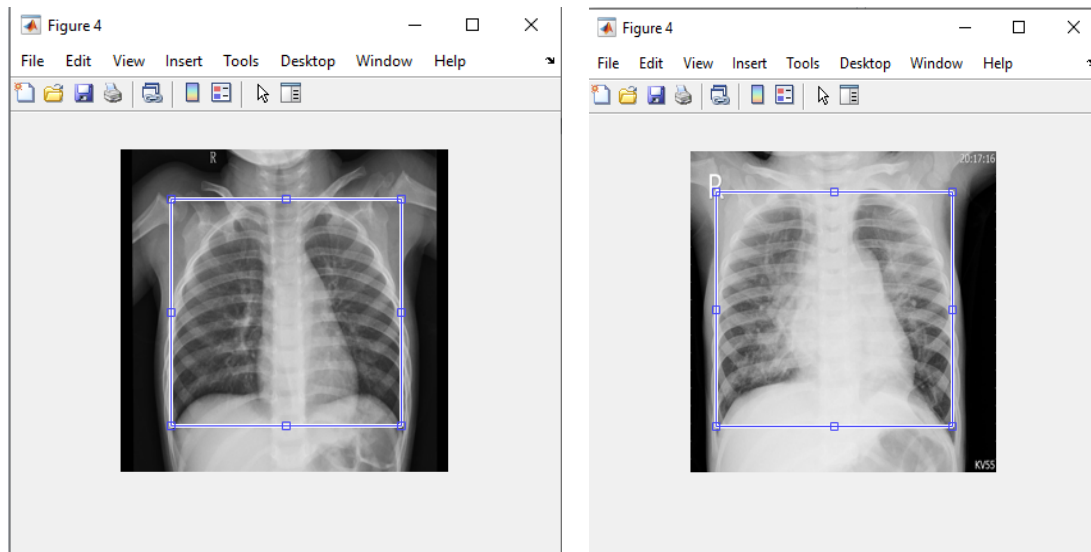 Figure 4
File Edit View Insert Tools Desktop Window Help
R
Figure 4
File Edit View Insert Tools Desktop Window Help
R
20:17:16
KV55